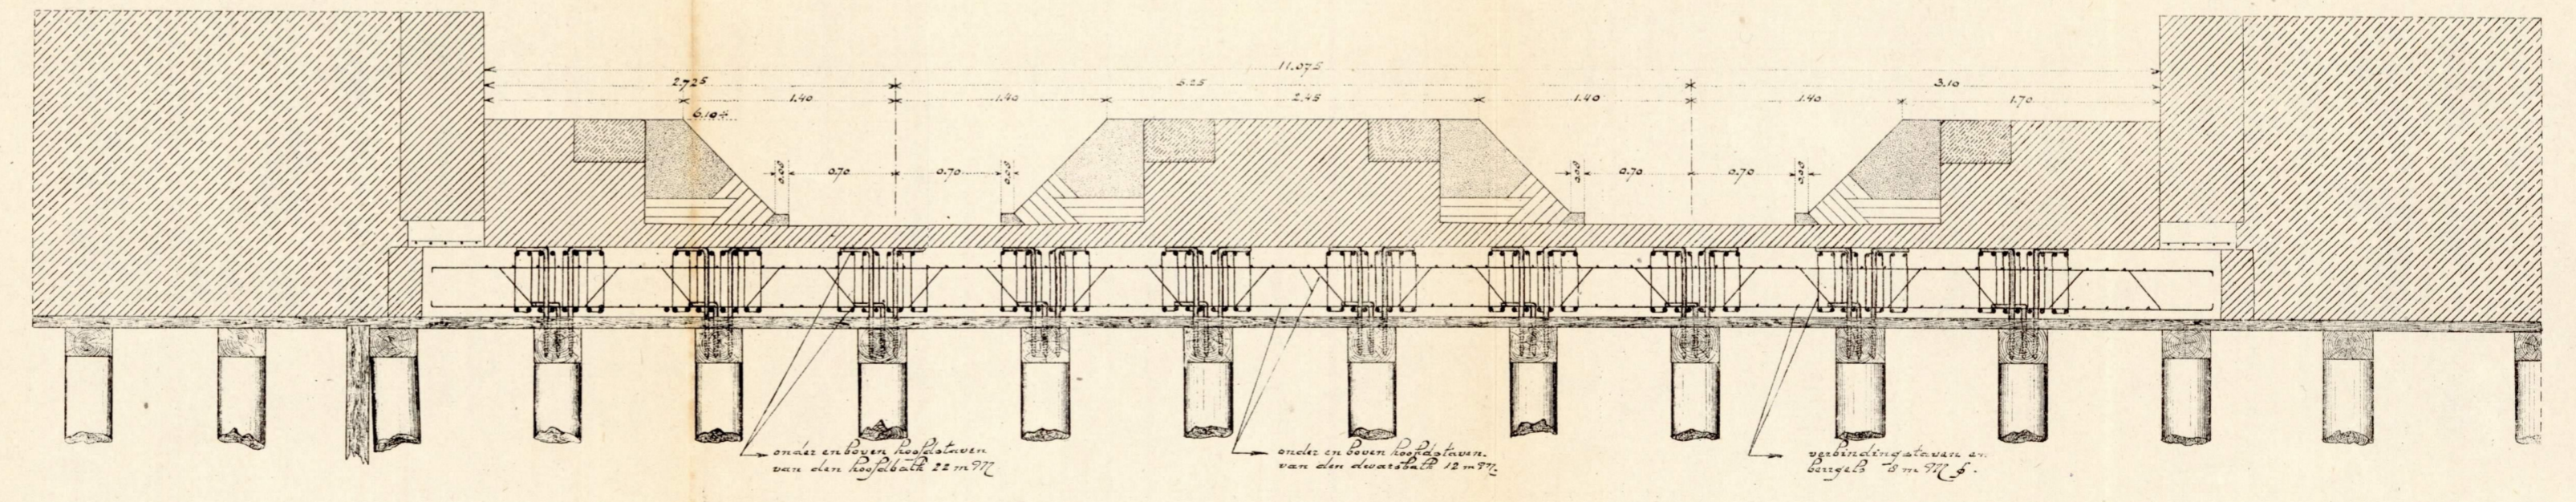 11.075
2.725 5.25 3.10
1.40 1.40 2.45 1.40 1.40 1.70
6.10+
0.70 0.70 0.70 0.70
onder en boven hoofdstaven
van den hoofdbalk 22 m M
onder en boven hoofdstaven.
van den dwarsbalk 12 m M.
verbindingstaven en
beugels 8 m M